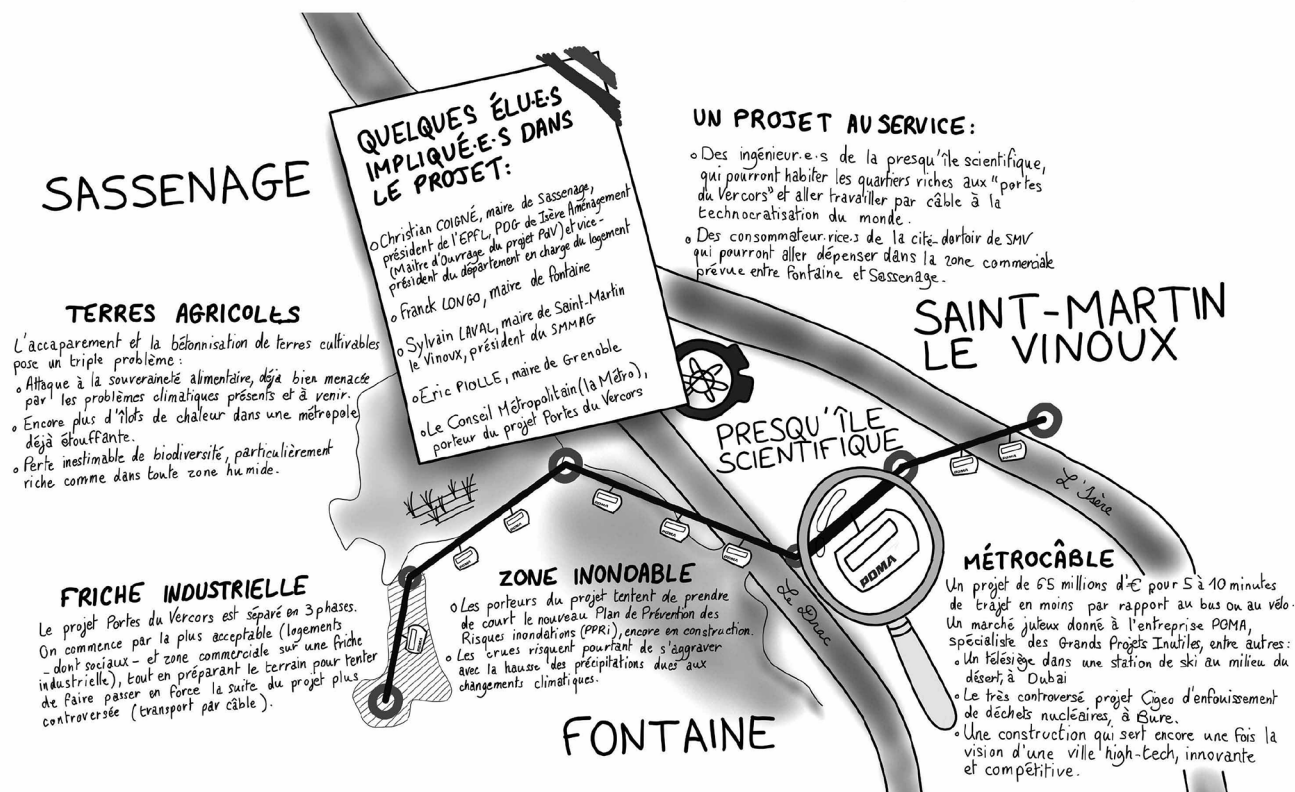 SASSENAGE
QUELQUES ÉLU·E·S
IMPLIQUÉ·E·S DANS
LE PROJET:
Christian COIGNÉ, maire de Sassenage,
président de l'EPFL, PDG de Isère Aménagement
(Maître d'Ouvrage du projet PdV) et vice-
président du département en charge du logement
Franck LONGO, maire de Fontaine
Sylvain LAVAL, maire de Saint-Martin
le Vinoux, président du SMMAG
Eric PIOLLE, maire de Grenoble
Le Conseil Métropolitain (la Métro),
porteur du projet Portes du Vercors
UN PROJET AU SERVICE:
Des ingénieur.e.s de la presqu'île scientifique,
qui pourront habiter les quartiers riches aux "portes
du Vercors" et aller travailler par câble à la
technocratisation du monde.
Des consommateur.rice.s de la cité-dortoir de SMV
qui pourront aller dépenser dans la zone commerciale
prévue entre Fontaine et Sassenage.
TERRES AGRICOLES
L'accaparement et la bétonnisation de terres cultivables
pose un triple problème:
Attaque à la souveraineté alimentaire, déja bien menacée
par les problèmes climatiques présents et à venir.
Encore plus d'îlots de chaleur dans une métropole
déjà étouffante.
Perte inestimable de biodiversité, particulièrement
riche comme dans toute zone humide.
SAINT-MARTIN
LE VINOUX
PRESQU'ÎLE
SCIENTIFIQUE
L'Isère
Le Drac
POMA
POMA
POMA
POMA
POMA
POMA
POMA
POMA
POMA
FRICHE INDUSTRIELLE
Le projet Portes du Vercors est séparé en 3 phases.
On commence par la plus acceptable (logements
- dont sociaux - et zone commerciale sur une friche
industrielle), tout en préparant le terrain pour tenter
de faire passer en force la suite du projet plus
controversée (transport par câble).
ZONE INONDABLE
Les porteurs du projet tentent de prendre
de court le nouveau Plan de Prévention des
Risques inondations (PPRi), encore en construction.
Les crues risquent pourtant de s'aggraver
avec la hausse des précipitations dues aux
changements climatiques.
FONTAINE
MÉTROCÂBLE
Un projet de 65 millions d'€ pour 5 à 10 minutes
de trajet en moins par rapport au bus ou au vélo.
Un marché juteux donné à l'entreprise POMA,
spécialiste des Grands Projets Inutiles, entre autres:
Un télésiège dans une station de ski au milieu du
désert, à Dubai
Le très controversé projet Cigeo d'enfouissement
de déchets nucléaires, à Bure.
Une construction qui sert encore une fois la
vision d'une ville high-tech, innovante
et compétitive.